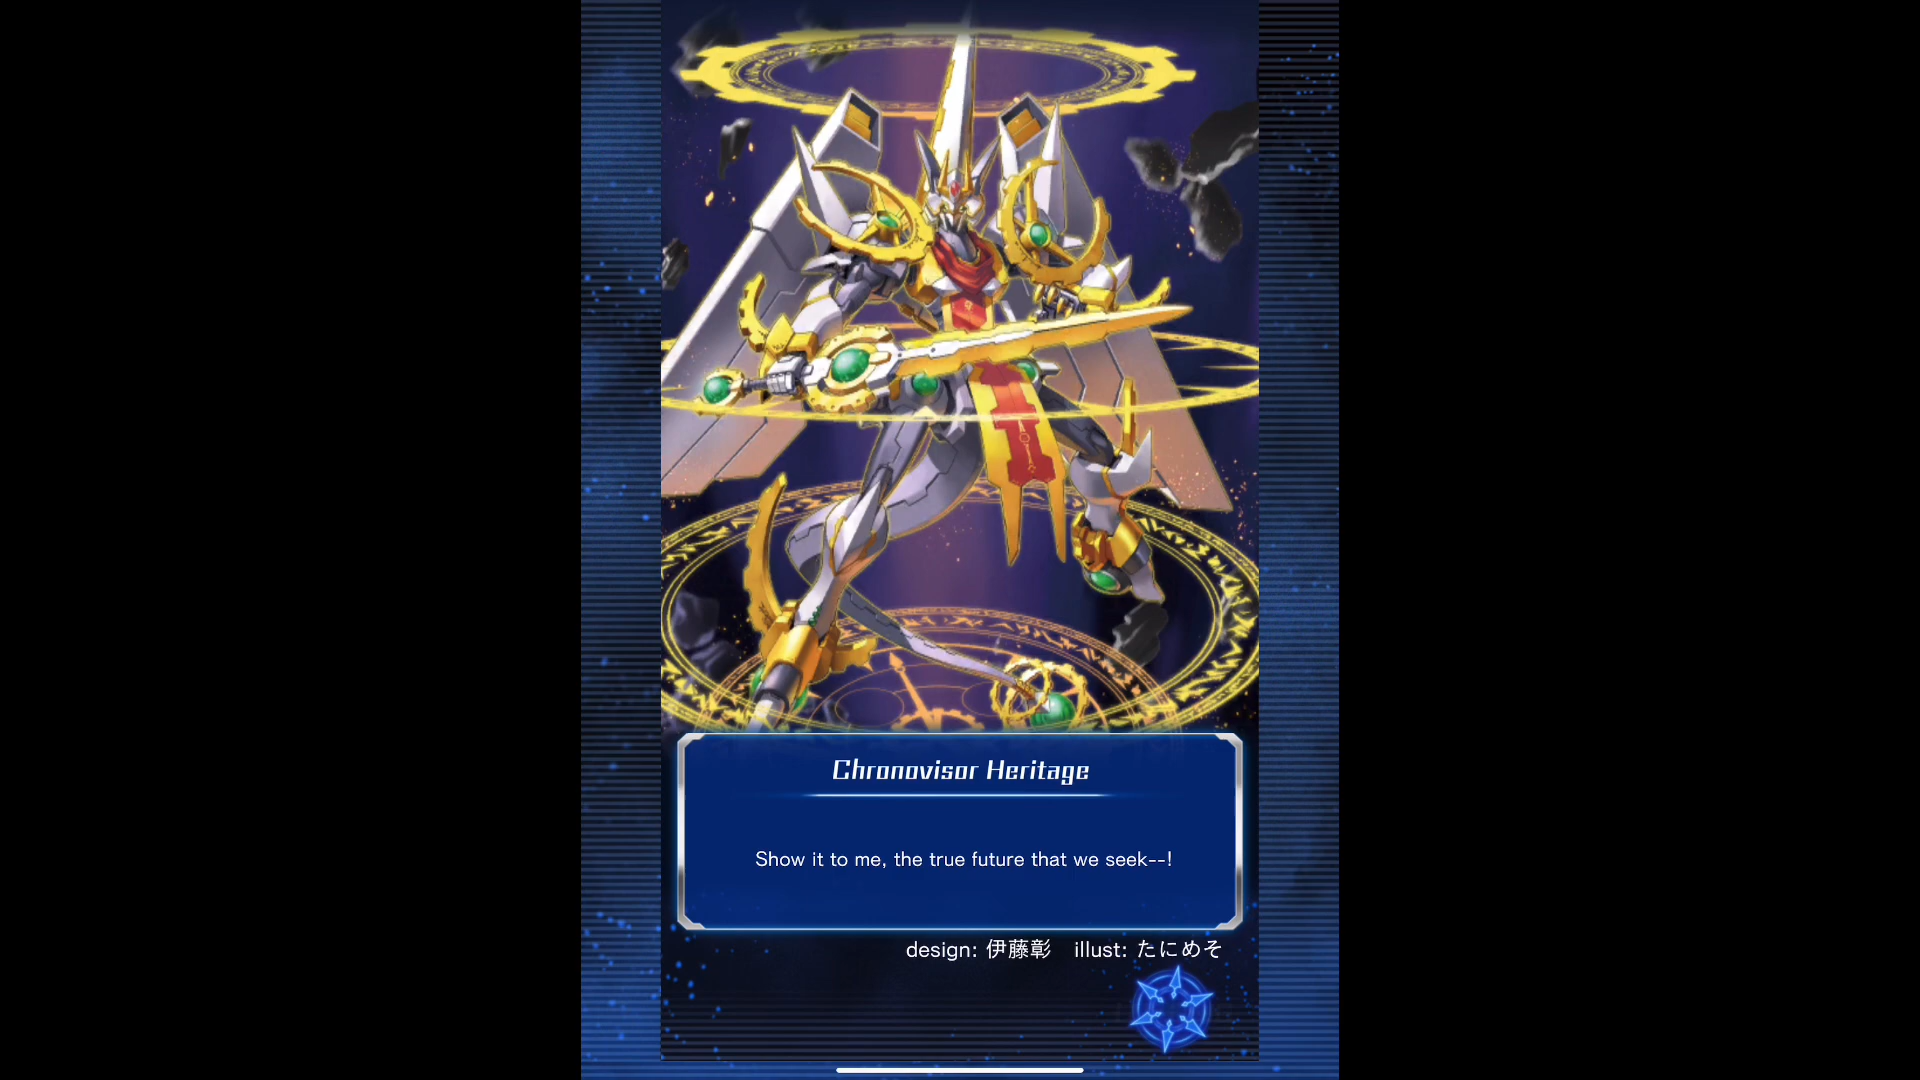 Chronovisor Heritage
Show it to me, the true future that we seek--!
design: 伊藤彰　illust: たにめそ